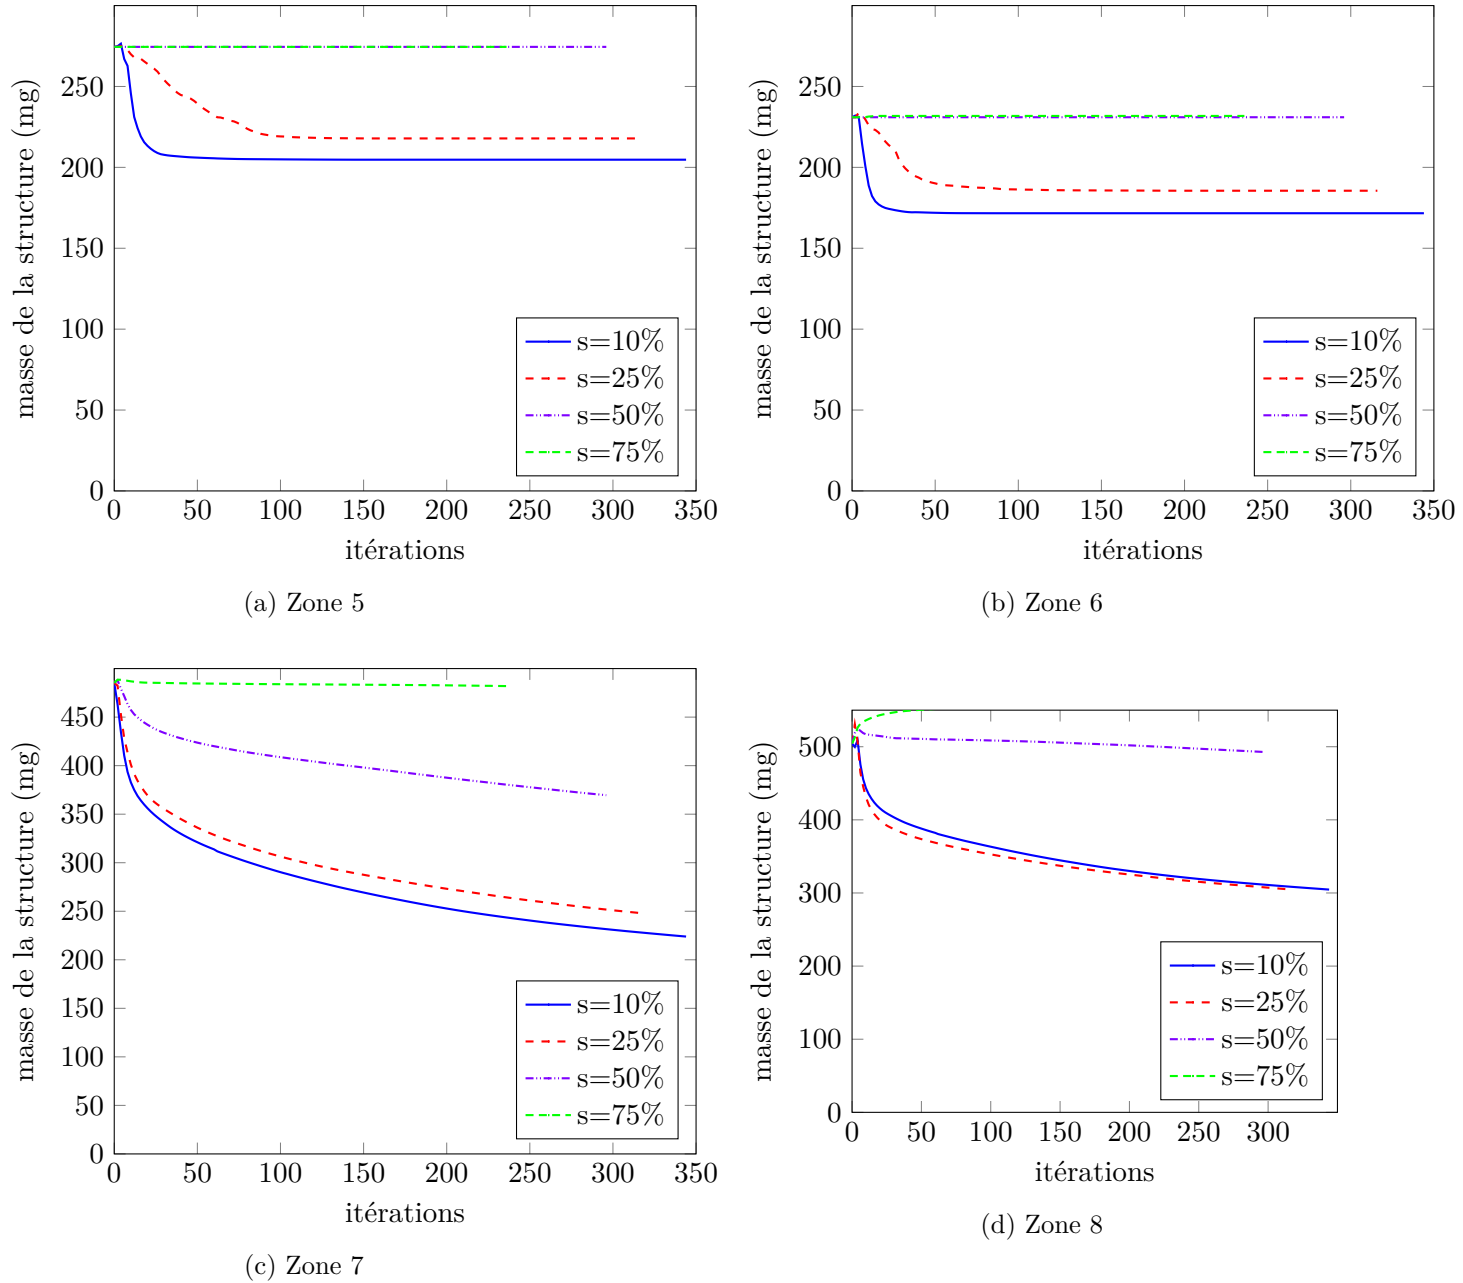 masse de la structure (mg)
250
200
150
100
50
0
0 50 100 150 200 250 300 350
itérations
s=10%
s=25%
s=50%
s=75%
(a) Zone 5
masse de la structure (mg)
250
200
150
100
50
0
0 50 100 150 200 250 300 350
itérations
s=10%
s=25%
s=50%
s=75%
(b) Zone 6
masse de la structure (mg)
450
400
350
300
250
200
150
100
50
0
0 50 100 150 200 250 300 350
itérations
s=10%
s=25%
s=50%
s=75%
(c) Zone 7
masse de la structure (mg)
500
400
300
200
100
0
0 50 100 150 200 250 300
itérations
s=10%
s=25%
s=50%
s=75%
(d) Zone 8